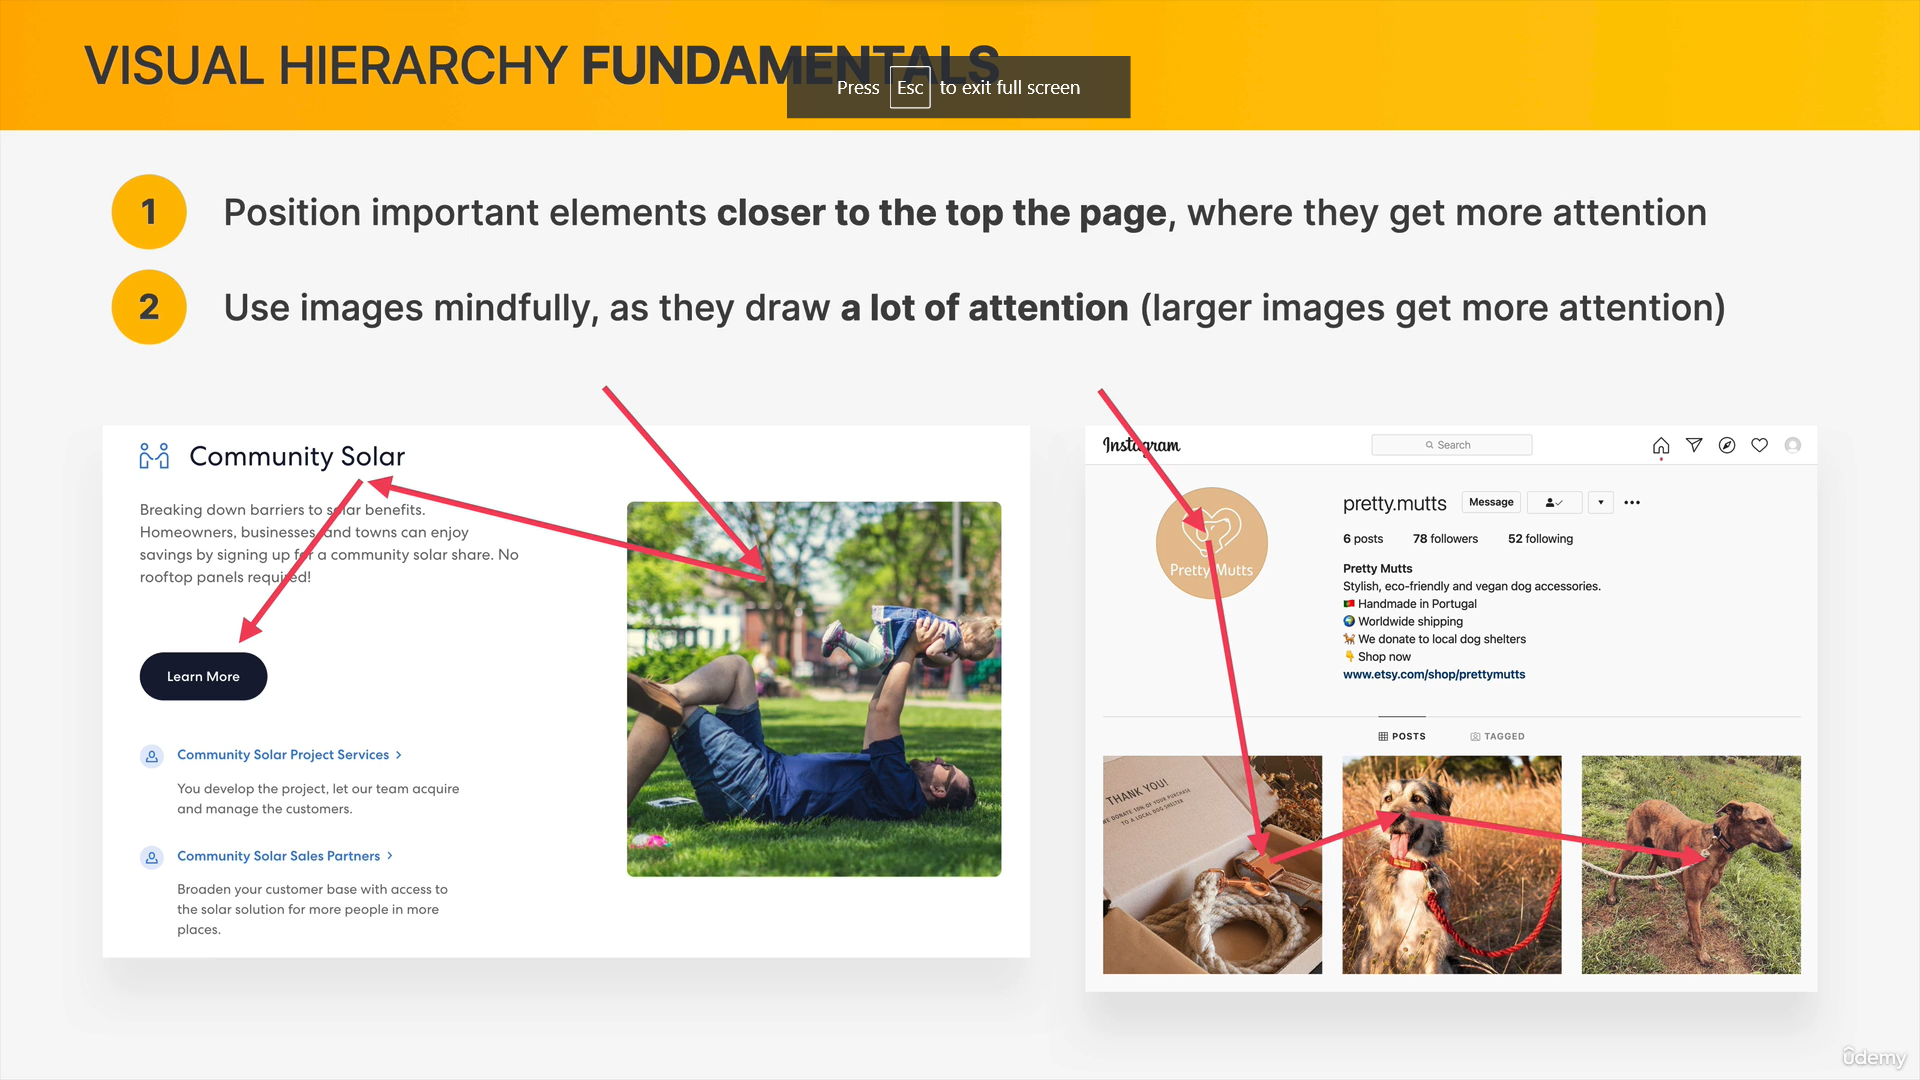 VISUAL HIERARCHY FUNDAMENTALS
Press Esc to exit full screen
1 Position important elements closer to the top the page, where they get more attention
2 Use images mindfully, as they draw a lot of attention (larger images get more attention)
Community Solar
Breaking down barriers to solar benefits.
Homeowners, businesses, and towns can enjoy
savings by signing up for a community solar share. No
rooftop panels required!
Learn More
Community Solar Project Services >
You develop the project, let our team acquire
and manage the customers.
Community Solar Sales Partners >
Broaden your customer base with access to
the solar solution for more people in more
places.
Instagram
Search
Pretty Mutts
pretty.mutts Message
6 posts 78 followers 52 following
Pretty Mutts
Stylish, eco-friendly and vegan dog accessories.
🇵🇹 Handmade in Portugal
🌍 Worldwide shipping
🐕 We donate to local dog shelters
👇 Shop now
www.etsy.com/shop/prettymutts
POSTS TAGGED
THANK YOU!
WE DONATE 10% OF YOUR PURCHASE
TO A LOCAL DOG SHELTER
ûdemy